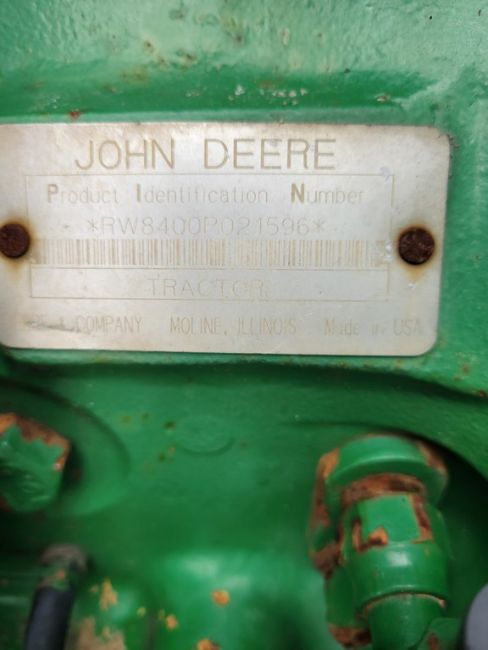 JOHN DEERE
Product Identification Number
*RW8400P021596*
TRACTOR
& COMPANY MOLINE, ILLINOIS Made in USA